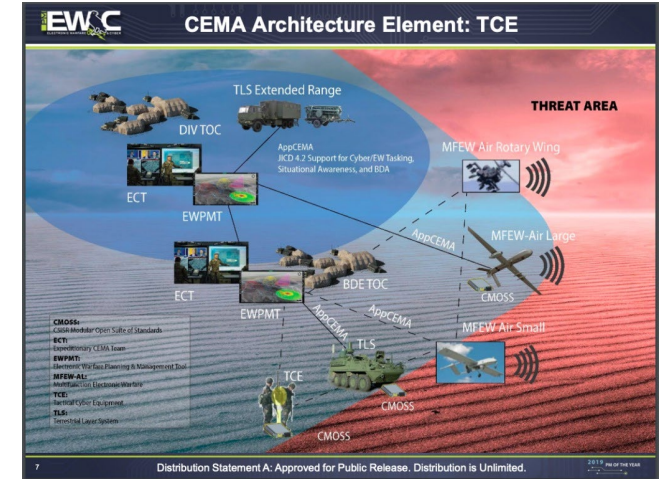 EW&C
ELECTRONIC WARFARE & CYBER
CEMA Architecture Element: TCE
TLS Extended Range
THREAT AREA
DIV TOC
AppCEMA
JICD 4.2 Support for Cyber/EW Tasking,
Situational Awareness, and BDA
MFEW Air Rotary Wing
ECT
EWPMT
AppCEMA
MFEW-Air Large
CMOSS
ECT
EWPMT
BDE TOC
AppCEMA
AppCEMA
MFEW Air Small
TLS
CMOSS
TCE
CMOSS
CMOSS:
C5ISR Modular Open Suite of Standards
ECT:
Expeditionary CEMA Team
EWPMT:
Electronic Warfare Planning & Management Tool
MFEW-AL:
Multifunction Electronic Warfare
TCE:
Tactical Cyber Equipment
TLS:
Terrestrial Layer System
7
Distribution Statement A: Approved for Public Release. Distribution is Unlimited.
2019 PM OF THE YEAR